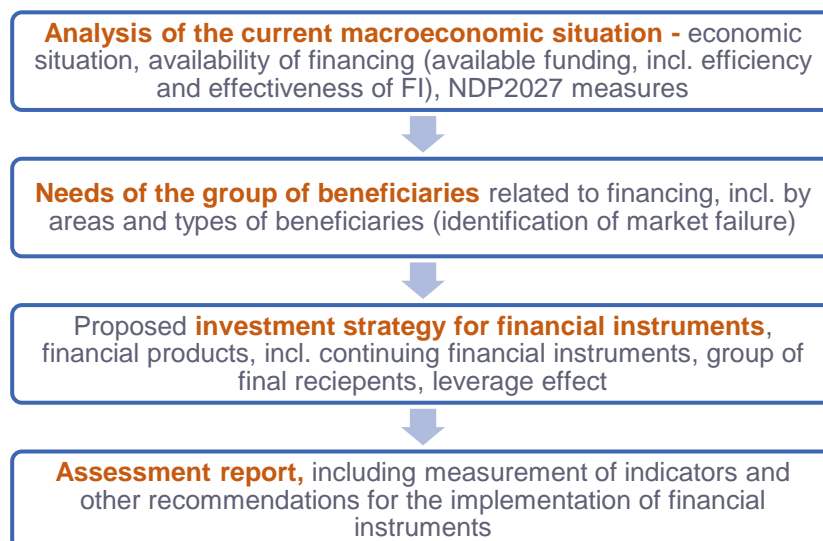 Analysis of the current macroeconomic situation - economic
situation, availability of financing (available funding, incl. efficiency
and effectiveness of FI), NDP2027 measures
Needs of the group of beneficiaries related to financing, incl. by
areas and types of beneficiaries (identification of market failure)
Proposed investment strategy for financial instruments,
financial products, incl. continuing financial instruments, group of
final reciepents, leverage effect
Assessment report, including measurement of indicators and
other recommendations for the implementation of financial
instruments